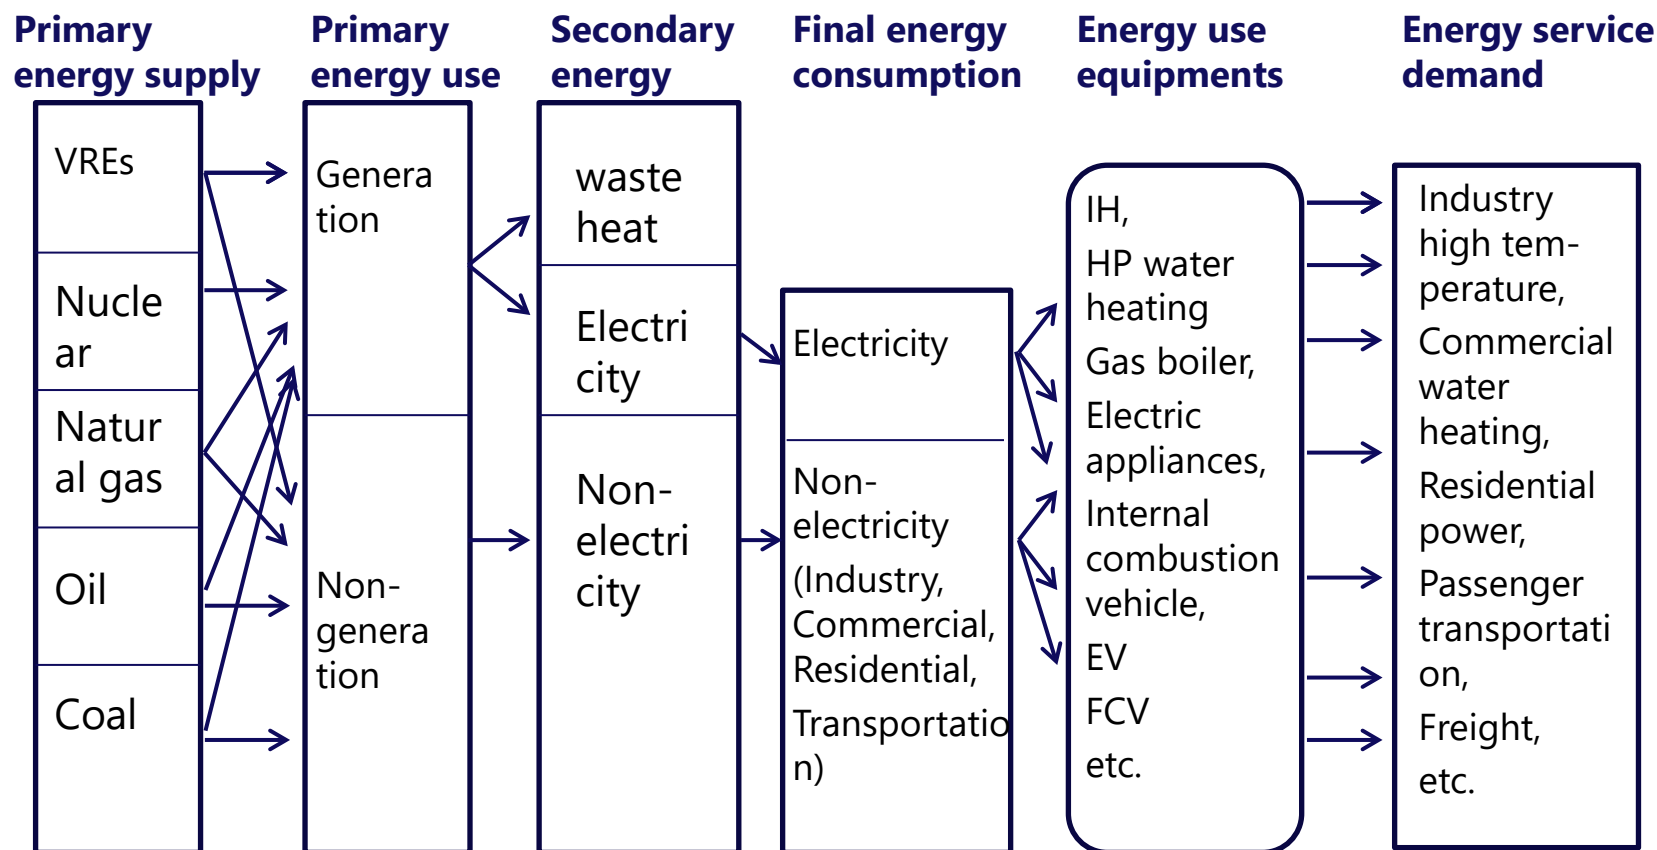 Primary
energy supply
Primary
energy use
Secondary
energy
Final energy
consumption
Energy use
equipments
Energy service
demand
VREs
Nucle
ar
Natur
al gas
Oil
Coal
Genera
tion
Non-
genera
tion
waste
heat
Electri
city
Non-
electri
city
Electricity
Non-
electricity
(Industry,
Commercial,
Residential,
Transportatio
n)
IH,
HP water
heating
Gas boiler,
Electric
appliances,
Internal
combustion
vehicle,
EV
FCV
etc.
Industry
high tem-
perature,
Commercial
water
heating,
Residential
power,
Passenger
transportati
on,
Freight,
etc.